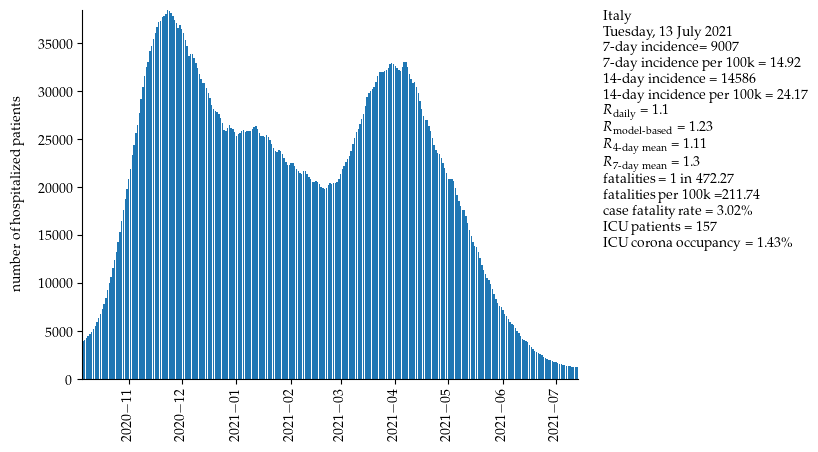 Italy
Tuesday, 13 July 2021
7-day incidence= 9007
7-day incidence per 100k = 14.92
14-day incidence = 14586
14-day incidence per 100k = 24.17
R daily = 1.1
R model-based = 1.23
R 4-day mean = 1.11
R 7-day mean = 1.3
fatalities = 1 in 472.27
fatalities per 100k =211.74
case fatality rate = 3.02%
ICU patients = 157
ICU corona occupancy = 1.43%
number of hospitalized patients
35000
30000
25000
20000
15000
10000
5000
0
2020−11
2020−12
2021−01
2021−02
2021−03
2021−04
2021−05
2021−06
2021−07